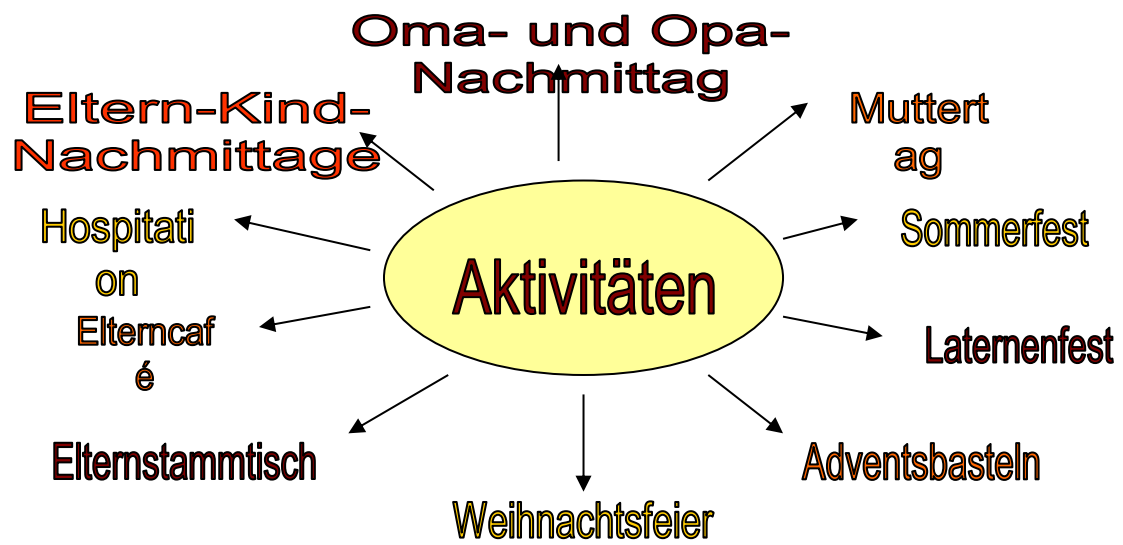 Oma- und Opa-
Nachmittag
Eltern-Kind-
Nachmittage
Muttert
ag
Hospitati
on
Sommerfest
Aktivitäten
Elterncaf
é
Laternenfest
Elternstammtisch
Adventsbasteln
Weihnachtsfeier